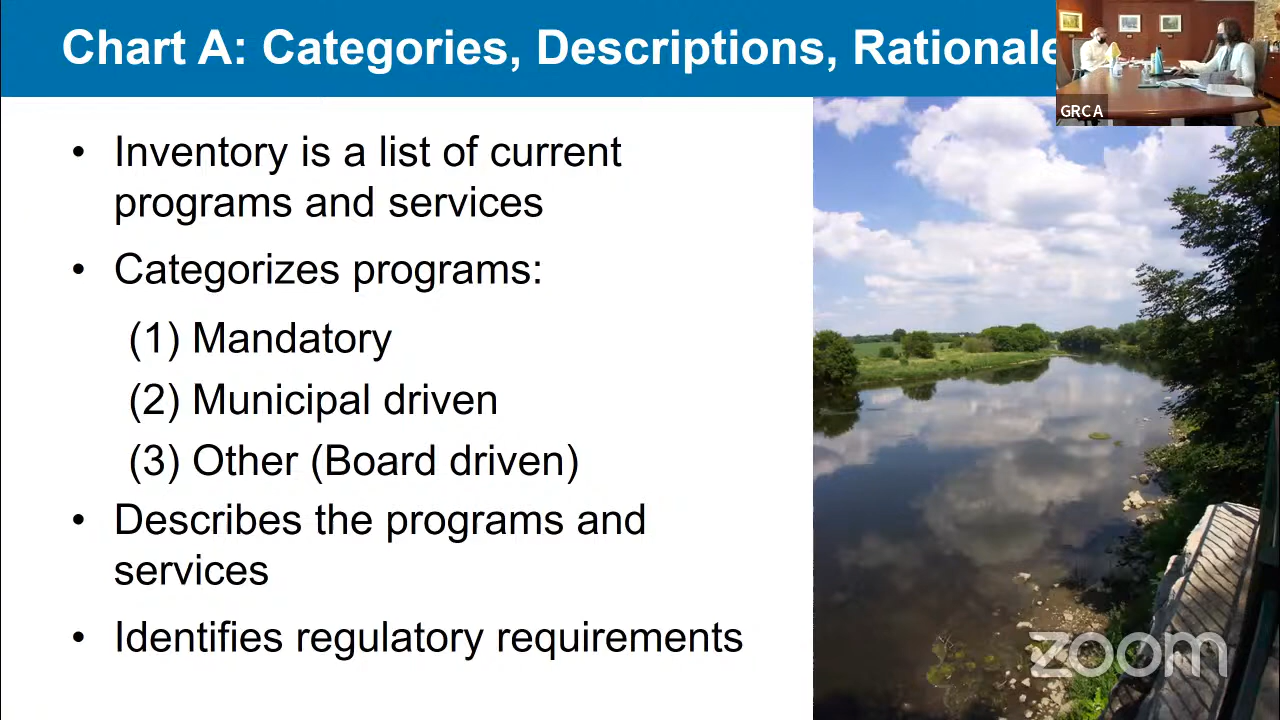 Chart A: Categories, Descriptions, Rationale
GRCA
• Inventory is a list of current
programs and services
• Categorizes programs:
(1) Mandatory
(2) Municipal driven
(3) Other (Board driven)
• Describes the programs and
services
• Identifies regulatory requirements
zoom